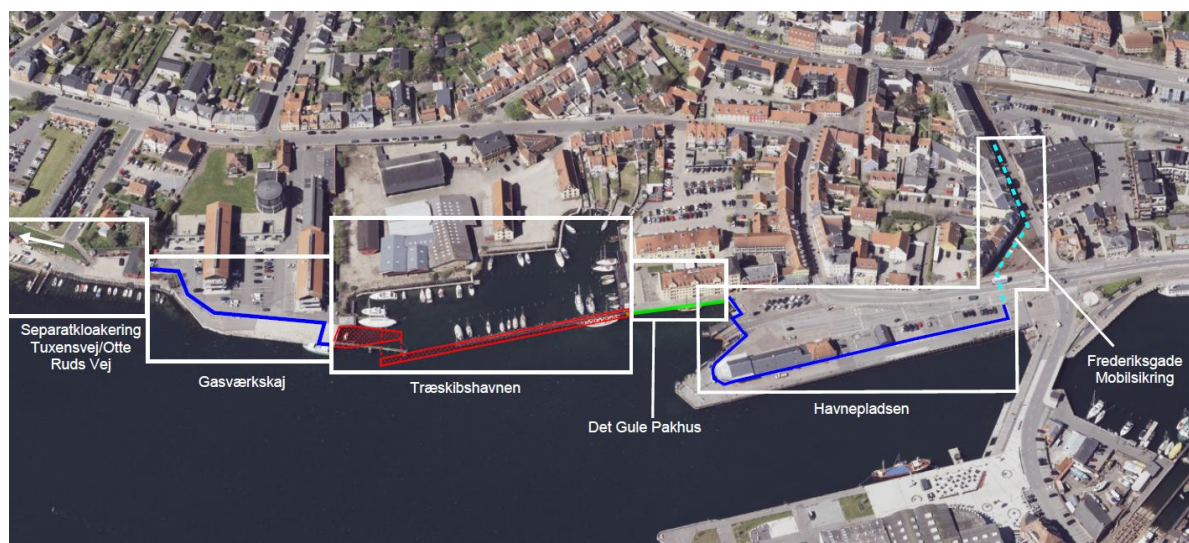 Separatkloakering
Tuxensvej/Otte
Ruds Vej
Gasværkskaj
Træskibshavnen
Det Gule Pakhus
Havnepladsen
Frederiksgade
Mobilsikring